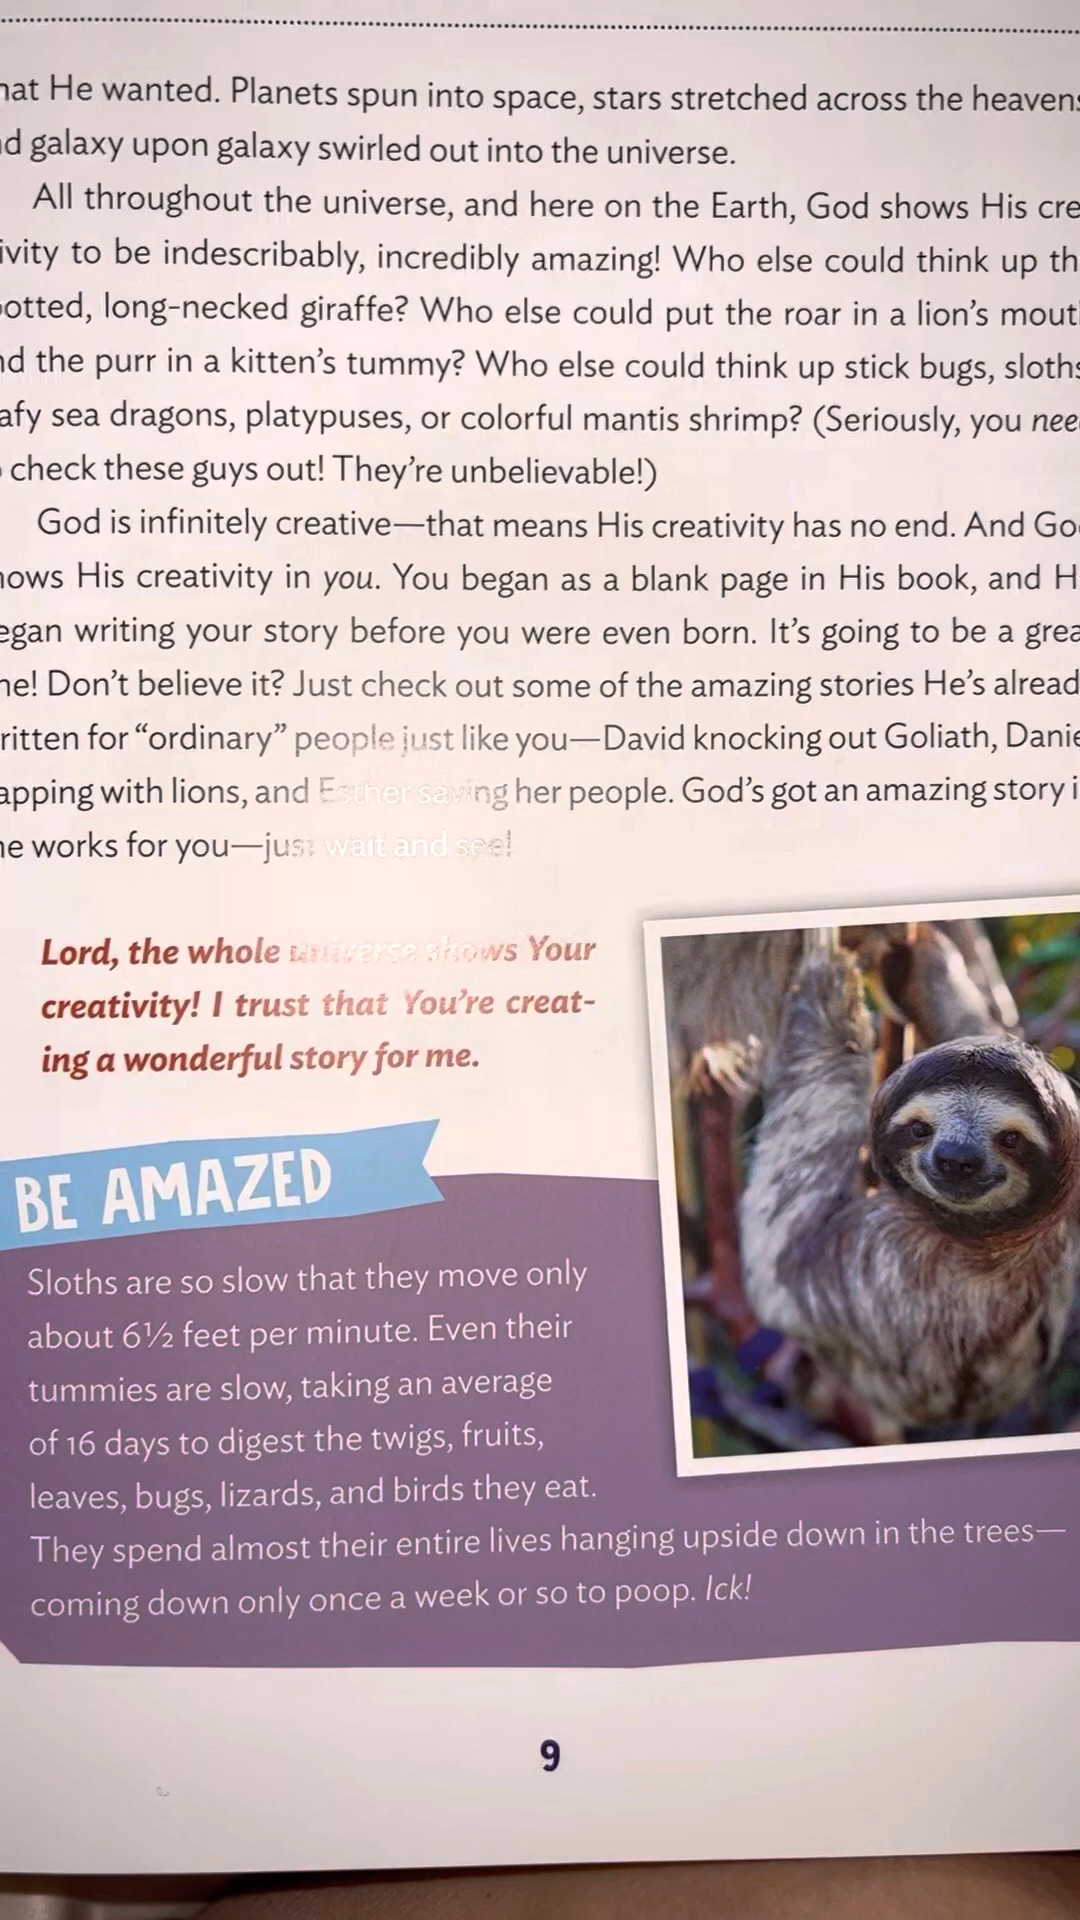 hat He wanted. Planets spun into space, stars stretched across the heavens
nd galaxy upon galaxy swirled out into the universe.
All throughout the universe, and here on the Earth, God shows His cre
ivity to be indescribably, incredibly amazing! Who else could think up th
otted, long-necked giraffe? Who else could put the roar in a lion's mout
nd the purr in a kitten's tummy? Who else could think up stick bugs, sloths
afy sea dragons, platypuses, or colorful mantis shrimp? (Seriously, you nee
check these guys out! They're unbelievable!)
God is infinitely creative—that means His creativity has no end. And Go
hows His creativity in you. You began as a blank page in His book, and H
egan writing your story before you were even born. It's going to be a grea
ne! Don't believe it? Just check out some of the amazing stories He's alread
ritten for "ordinary" people just like you—David knocking out Goliath, Danie
apping with lions, and Esther saving her people. God's got an amazing story i
he works for you—just wait and see!
Lord, the whole universe shows Your
creativity! I trust that You're creat-
ing a wonderful story for me.
BE AMAZED
Sloths are so slow that they move only
about 6½ feet per minute. Even their
tummies are slow, taking an average
of 16 days to digest the twigs, fruits,
leaves, bugs, lizards, and birds they eat.
They spend almost their entire lives hanging upside down in the trees—
coming down only once a week or so to poop. Ick!
9